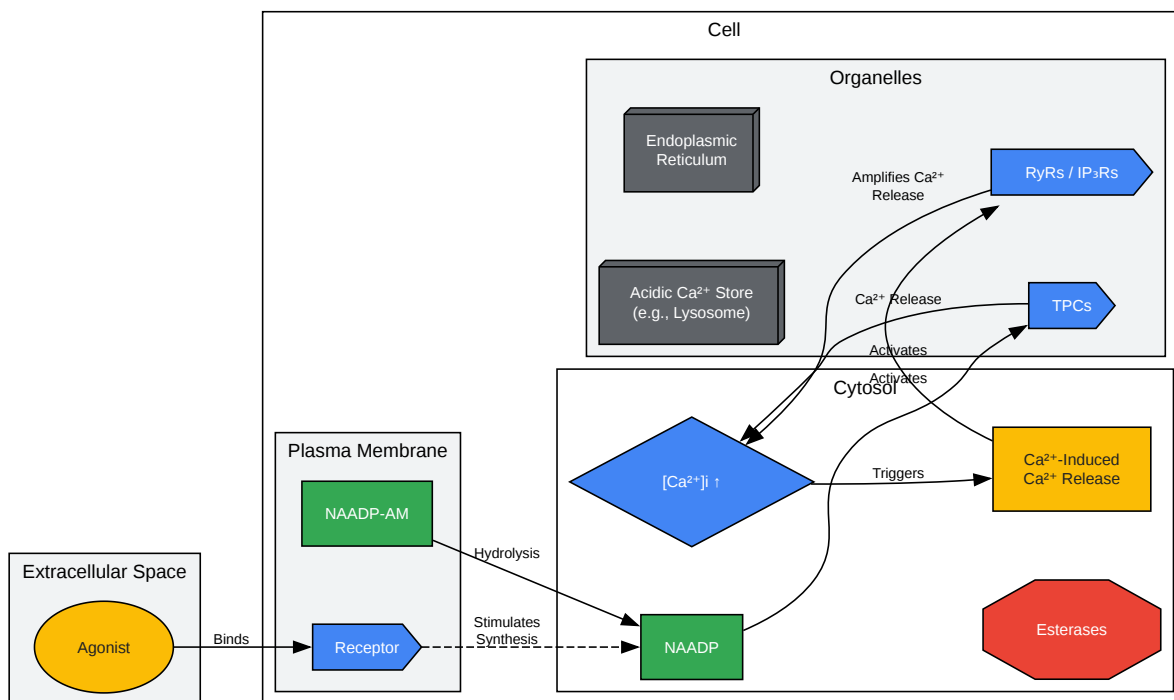 Cell
Organelles
Endoplasmic
Reticulum
RyRs / IP₃Rs
Amplifies Ca²⁺
Release
Acidic Ca²⁺ Store
(e.g., Lysosome)
Ca²⁺ Release
TPCs
Activates
Activates
Cytosol
Plasma Membrane
[Ca²⁺]i ↑
Triggers
Ca²⁺-Induced
Ca²⁺ Release
NAADP-AM
Hydrolysis
Extracellular Space
Agonist
Binds
Receptor
Stimulates
Synthesis
NAADP
Esterases